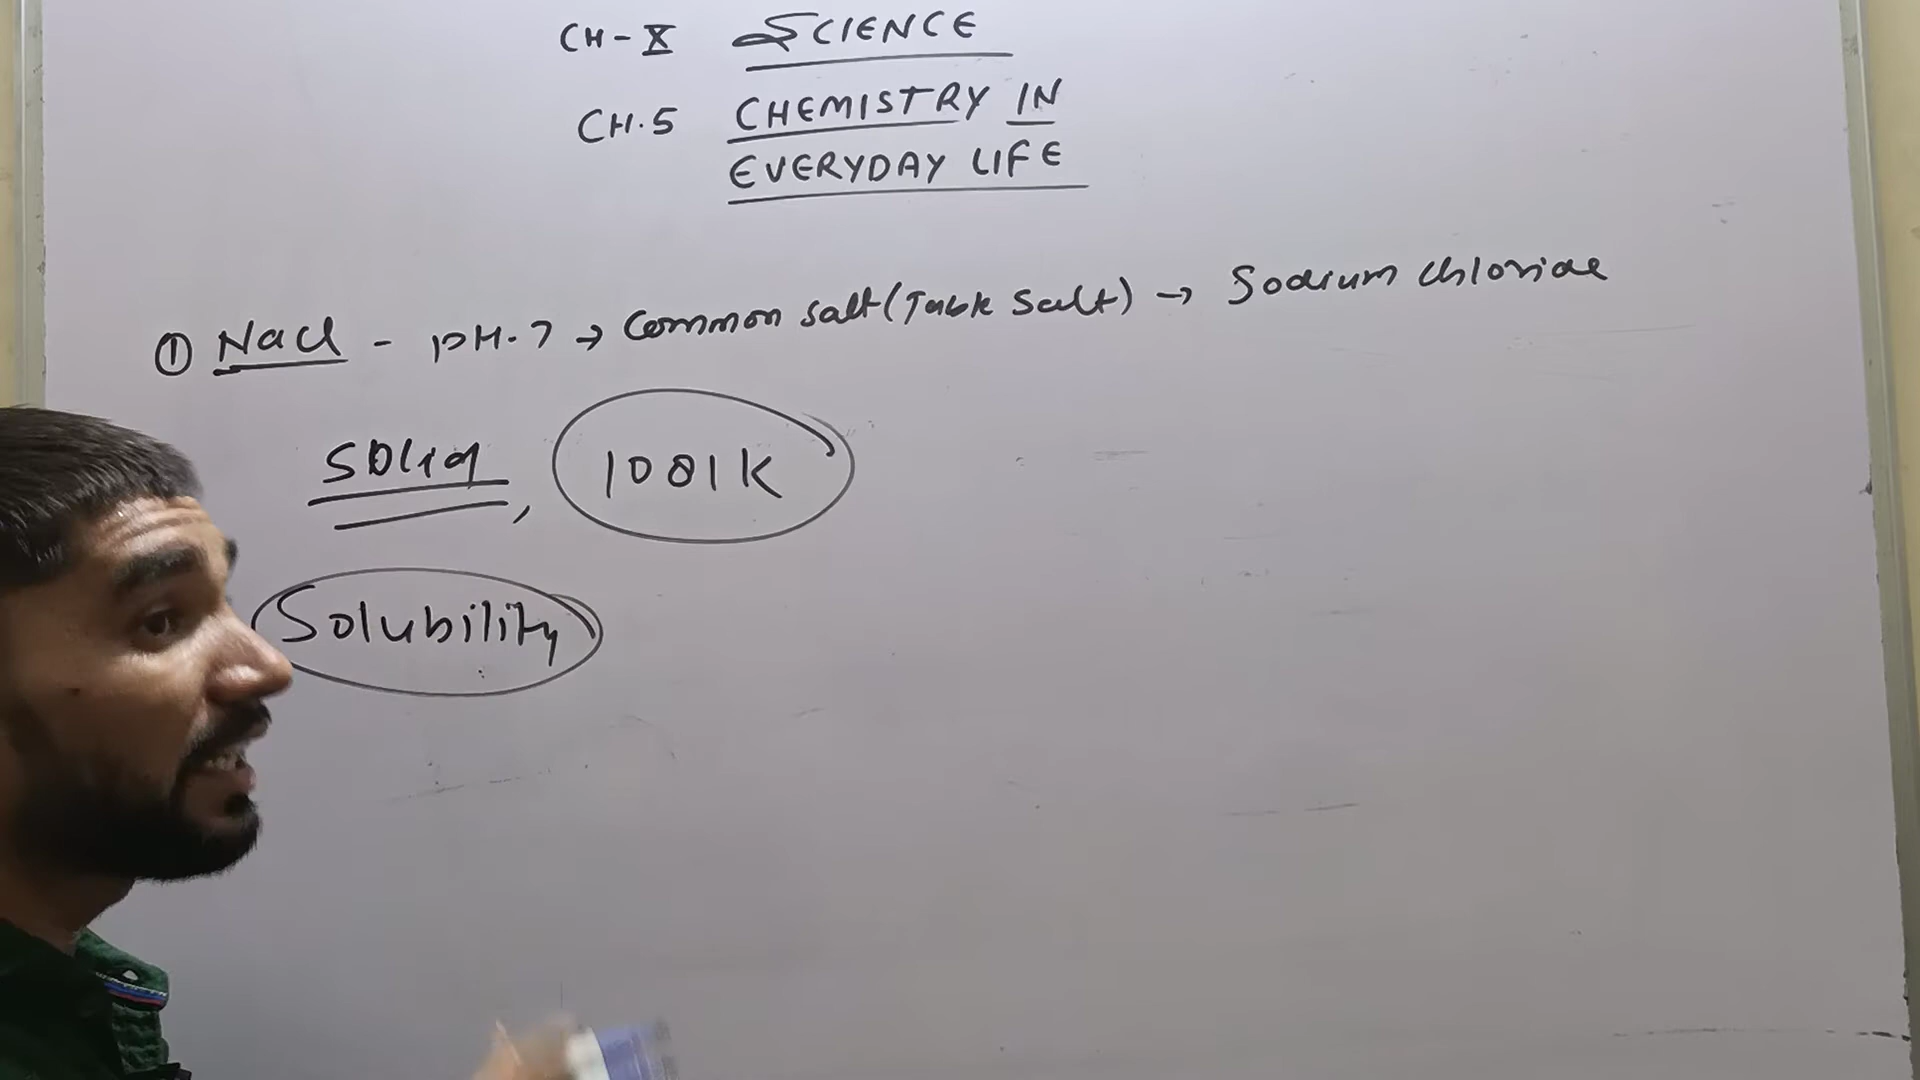 CH-X SCIENCE
CH.5 CHEMISTRY IN
EVERYDAY LIFE
① NaCl - pH.7 → Common salt (Table Salt) → Sodium chloride
Solid, 1081K
Solubility